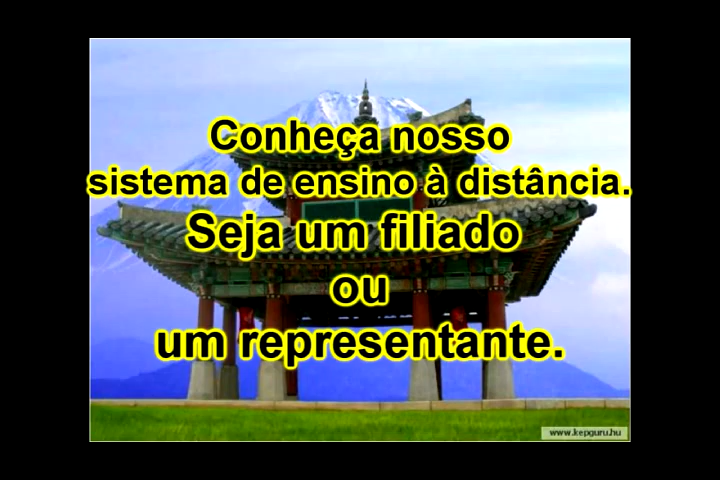 Conheça nosso
sistema de ensino à distância.
Seja um filiado
ou
um representante.
www.kepguru.hu